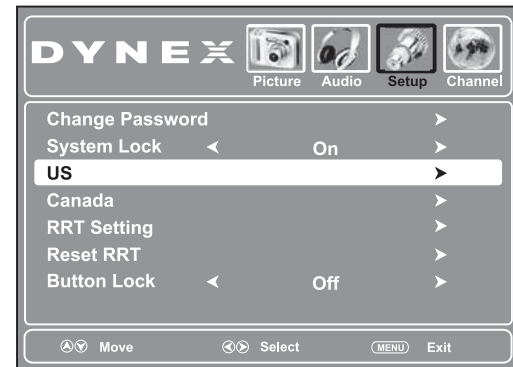 DYNEX
Picture Audio Setup Channel
Change Password
System Lock On
US
Canada
RRT Setting
Reset RRT
Button Lock Off
Move Select MENU Exit